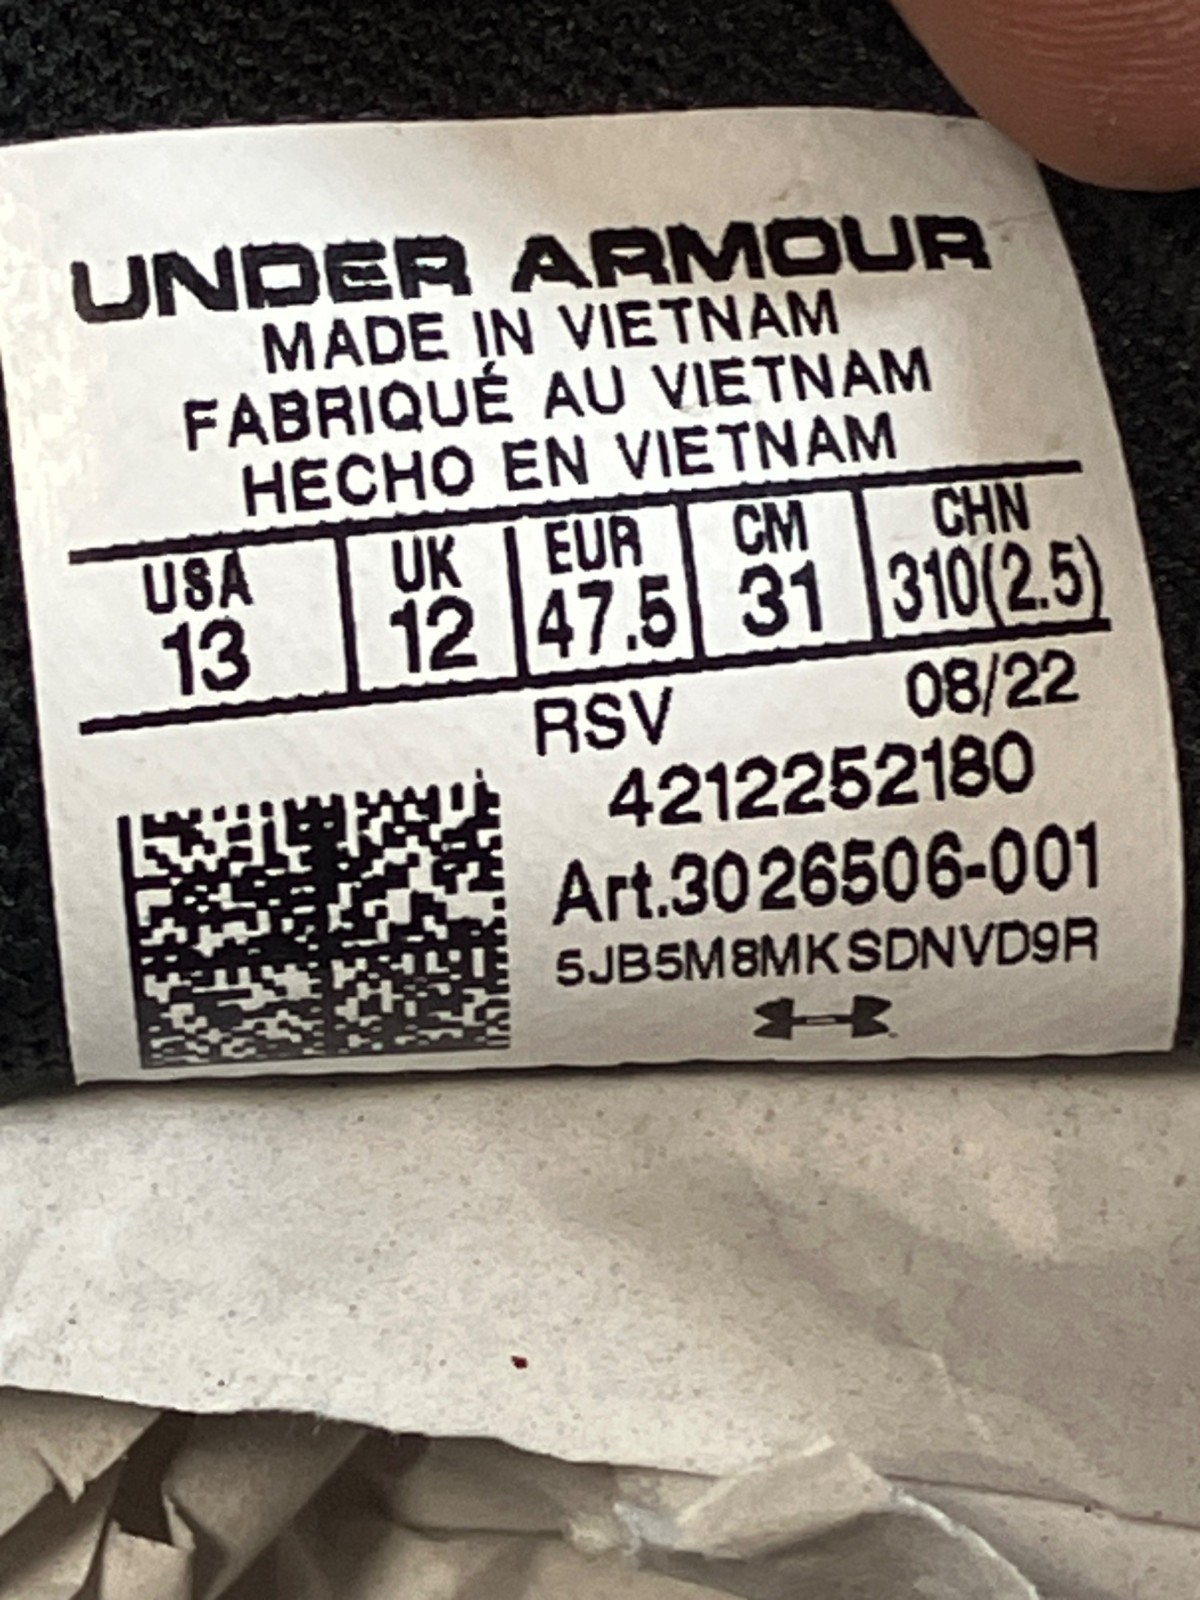 UNDER ARMOUR
MADE IN VIETNAM
FABRIQUÉ AU VIETNAM
HECHO EN VIETNAM
USA UK EUR CM CHN
13 12 47.5 31 310(2.5)
RSV 08/22
4212252180
Art.3026506-001
5JB5M8MKSDNVD9R